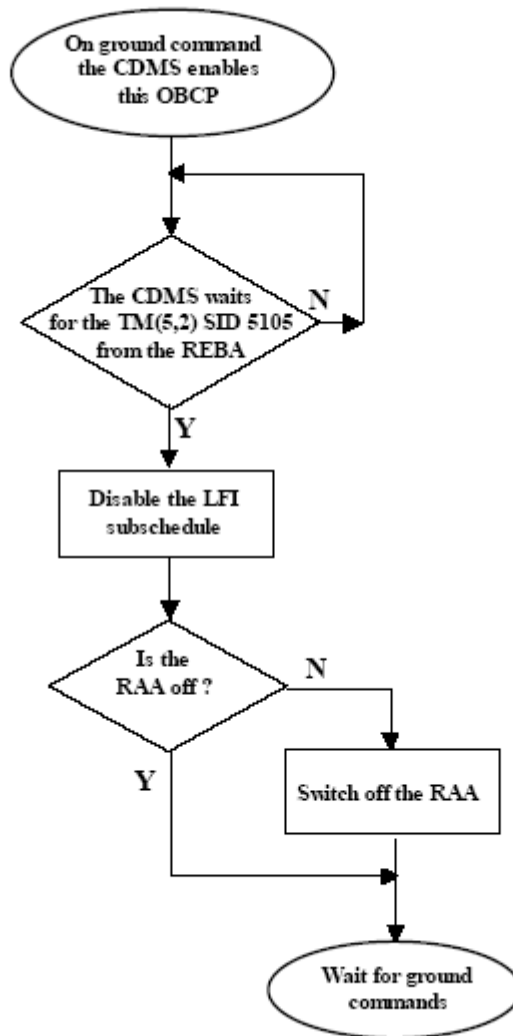 On ground command
the CDMS enables
this OBCP
The CDMS waits
for the TM(5,2) SID 5105
from the REBA
N
Y
Disable the LFI
subschedule
Is the
RAA off ?
N
Y
Switch off the RAA
Wait for ground
commands